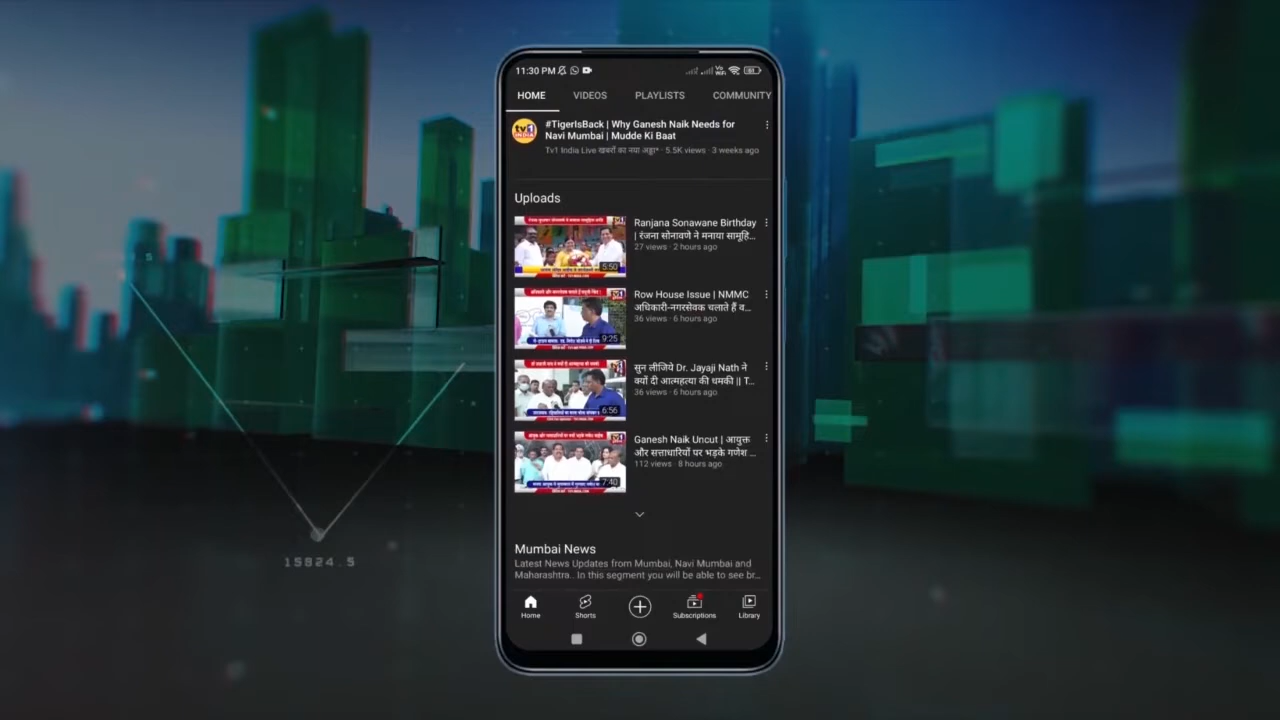 11:30 PM
HOME VIDEOS PLAYLISTS COMMUNITY
tv1
INDIA
#TigerIsBack | Why Ganesh Naik Needs for
Navi Mumbai | Mudde Ki Baat
Tv1 India Live खबरों का नया अड्डा" · 5.5K views · 3 weeks ago
Uploads
Ranjana Sonawane Birthday
| रंजना सोनावणे ने मनाया सामूहि...
27 views · 2 hours ago
5:50
Row House Issue | NMMC
अधिकारी-नगरसेवक चलाते हैं व...
36 views · 6 hours ago
9:25
सुन लीजिये Dr. Jayaji Nath ने
क्यों दी आत्महत्या की धमकी || T...
36 views · 6 hours ago
6:56
Ganesh Naik Uncut | आयुक्त
और सत्ताधारियों पर भड़के गणेश ...
112 views · 8 hours ago
7:40
Mumbai News
Latest News Updates from Mumbai, Navi Mumbai and
Maharashtra.. In this segment you will be able to see br...
Home Shorts Subscriptions Library
15824.5